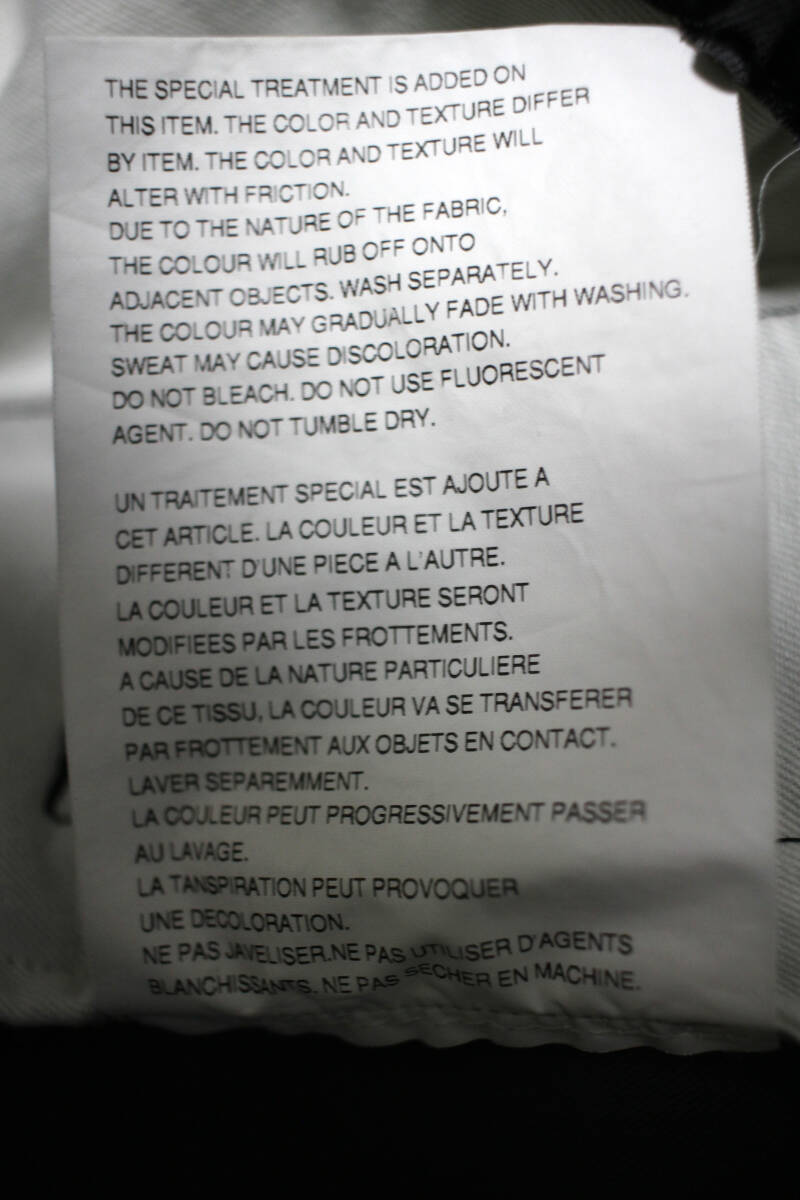 THE SPECIAL TREATMENT IS ADDED ON
THIS ITEM. THE COLOR AND TEXTURE DIFFER
BY ITEM. THE COLOR AND TEXTURE WILL
ALTER WITH FRICTION.
DUE TO THE NATURE OF THE FABRIC,
THE COLOUR WILL RUB OFF ONTO
ADJACENT OBJECTS. WASH SEPARATELY.
THE COLOUR MAY GRADUALLY FADE WITH WASHING.
SWEAT MAY CAUSE DISCOLORATION.
DO NOT BLEACH. DO NOT USE FLUORESCENT
AGENT. DO NOT TUMBLE DRY.
UN TRAITEMENT SPECIAL EST AJOUTE A
CET ARTICLE. LA COULEUR ET LA TEXTURE
DIFFERENT D'UNE PIECE A L'AUTRE.
LA COULEUR ET LA TEXTURE SERONT
MODIFIEES PAR LES FROTTEMENTS.
A CAUSE DE LA NATURE PARTICULIERE
DE CE TISSU, LA COULEUR VA SE TRANSFERER
PAR FROTTEMENT AUX OBJETS EN CONTACT.
LAVER SEPAREMMENT.
LA COULEUR PEUT PROGRESSIVEMENT PASSER
AU LAVAGE.
LA TANSPIRATION PEUT PROVOQUER
UNE DECOLORATION.
NE PAS JAVELISER.NE PAS UTILISER D'AGENTS
BLANCHISSANTS. NE PAS SECHER EN MACHINE.